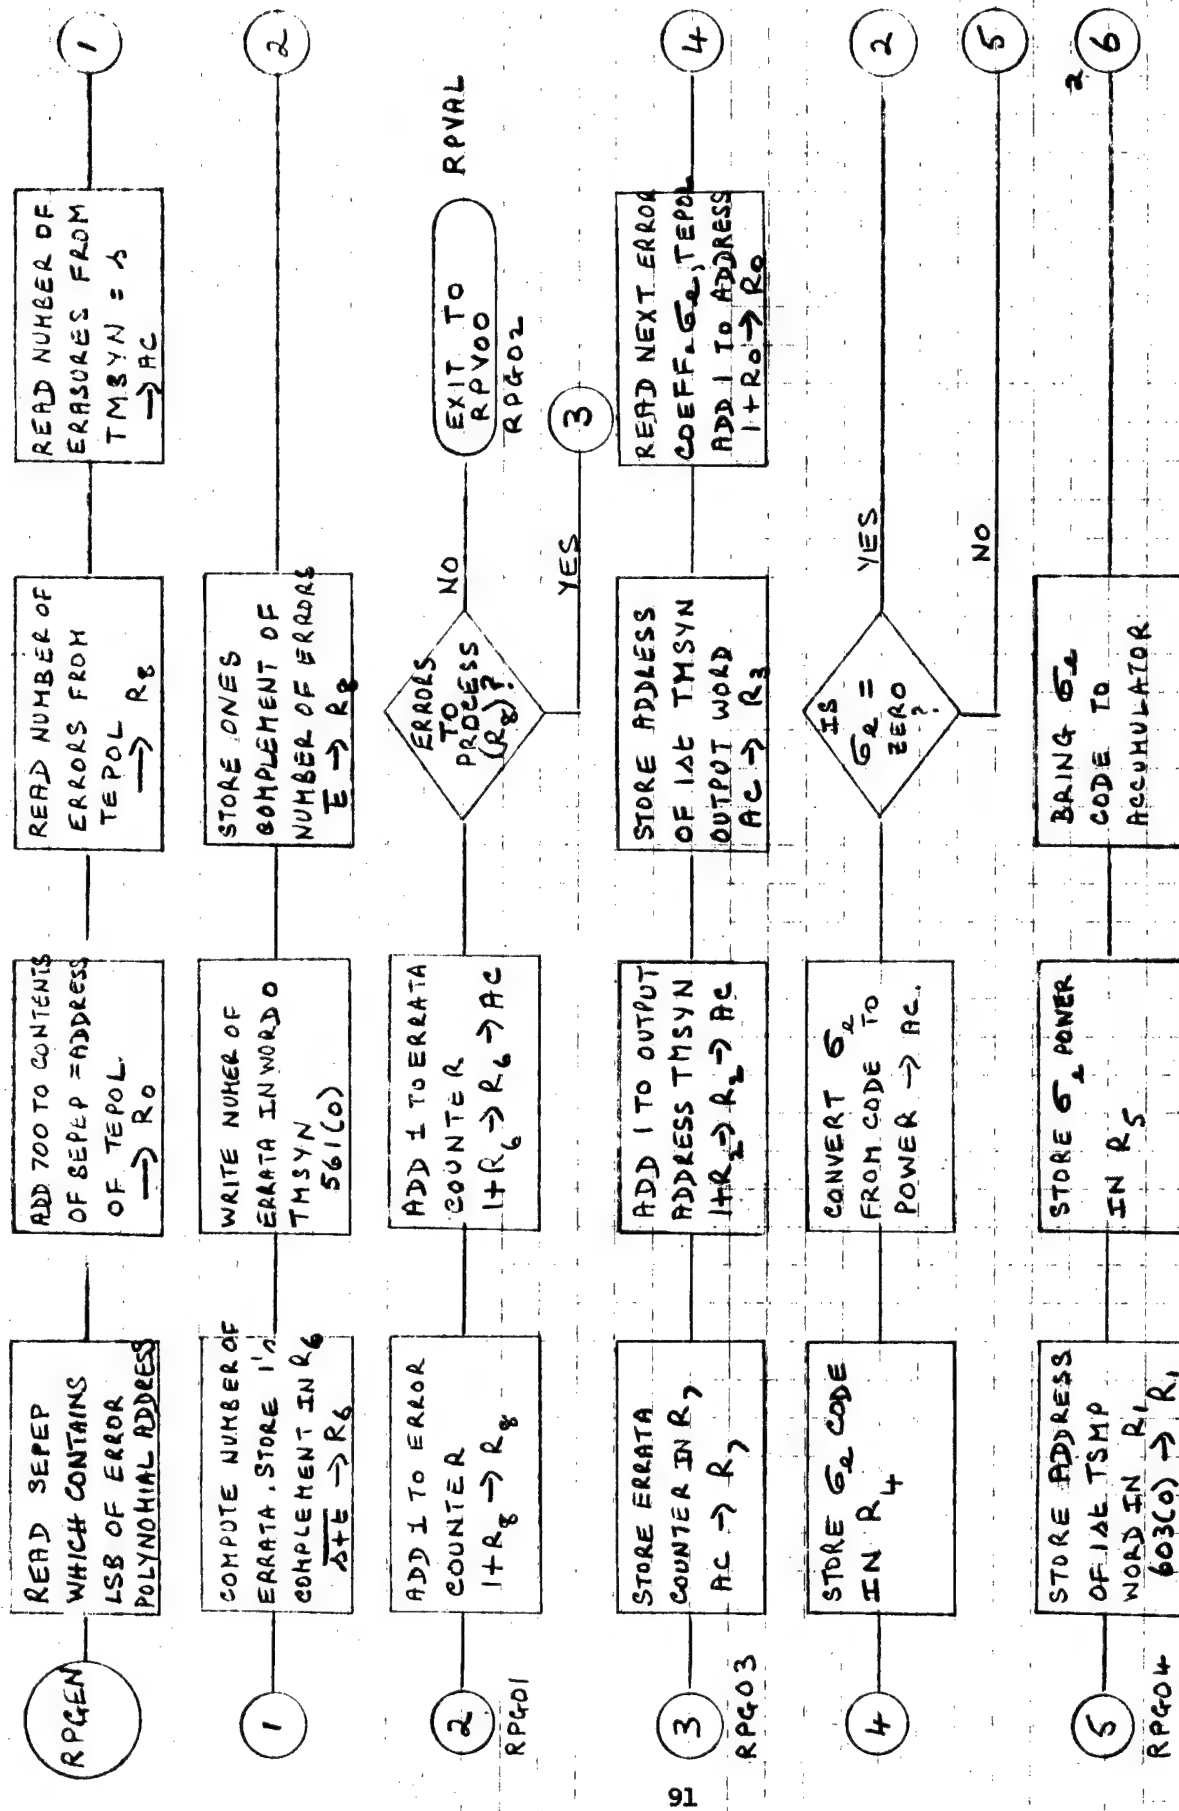 RPGEN
READ SEPEP
WHICH CONTAINS
LSB OF ERROR
POLYNOMIAL ADDRESS
ADD 700 TO CONTENTS
OF SEPEP = ADDRESS
OF TEPOL
→ R0
READ NUMBER OF
ERRORS FROM
TEPOL
→ R8
READ NUMBER OF
ERASURES FROM
TMSYN = s
→ AC
1
1
COMPUTE NUMBER OF
ERRATA. STORE 1's
COMPLEMENT IN R6
s+E → R6
WRITE NUMER OF
ERRATA IN WORD 0
TMSYN
561(0)
STORE ONES
COMPLEMENT OF
NUMBER OF ERRORS
E → R8
2
2
RPG01
ADD 1 TO ERROR
COUNTER
1+R8 → R8
ADD 1 TO ERRATA
COUNTER
1+R6 → R6 → AC
ERRORS
TO
PROCESS
(R8)?
NO
EXIT TO
RPV00
RPVAL
RPG02
YES
3
3
RPG03
STORE ERRATA
COUNTER IN R7
AC → R7
ADD 1 TO OUTPUT
ADDRESS TMSYN
1+R2 → R2 → AC
STORE ADDRESS
OF 1st TMSYN
OUTPUT WORD
AC → R3
READ NEXT ERROR
COEFF. σe, TEPOL
ADD 1 TO ADDRESS
1+R0 → R0
4
4
STORE σe CODE
IN R4
CONVERT σe
FROM CODE TO
POWER → AC.
IS
σe =
ZERO
?
YES
2
NO
5
5
RPG04
STORE ADDRESS
OF 1st TSMP
WORD IN R1
603(0) → R1
STORE σe POWER
IN R5
BRING σe
CODE TO
ACCUMULATOR
2
6
91